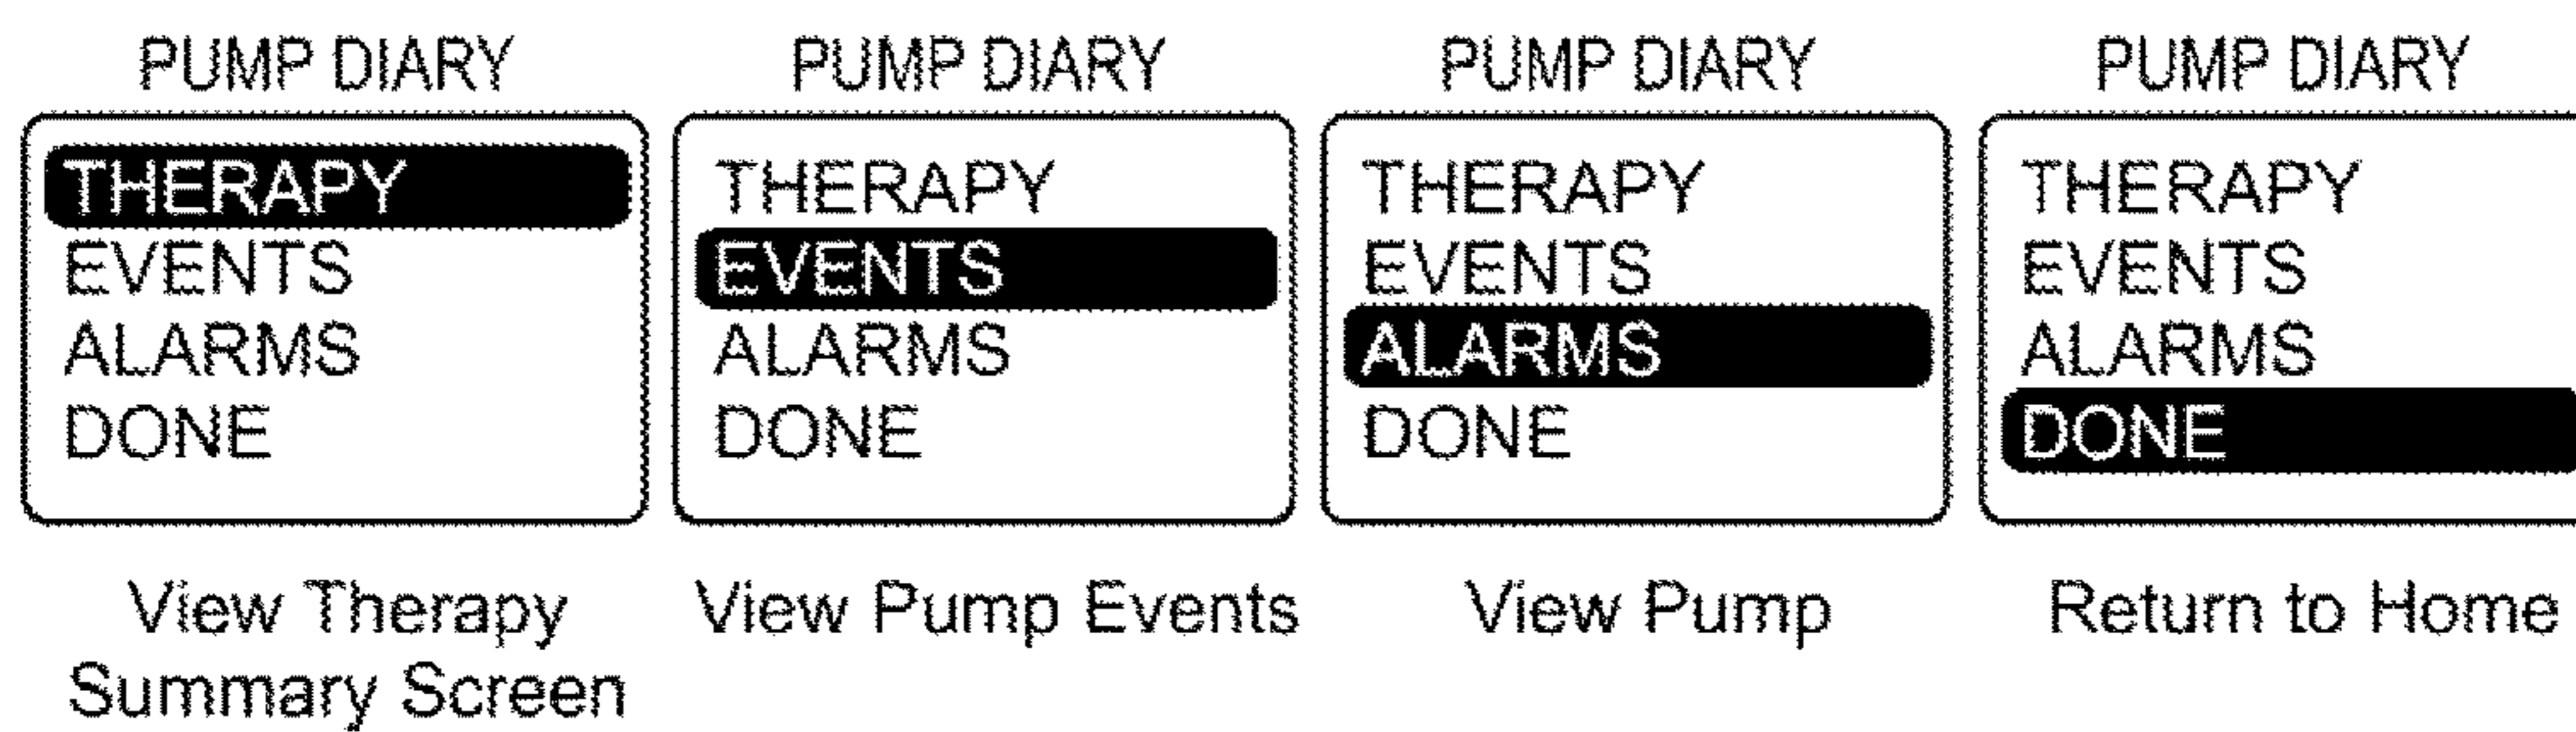 PUMP DIARY
THERAPY
EVENTS
ALARMS
DONE
View Therapy
Summary Screen
PUMP DIARY
THERAPY
EVENTS
ALARMS
DONE
View Pump Events
PUMP DIARY
THERAPY
EVENTS
ALARMS
DONE
View Pump
PUMP DIARY
THERAPY
EVENTS
ALARMS
DONE
Return to Home